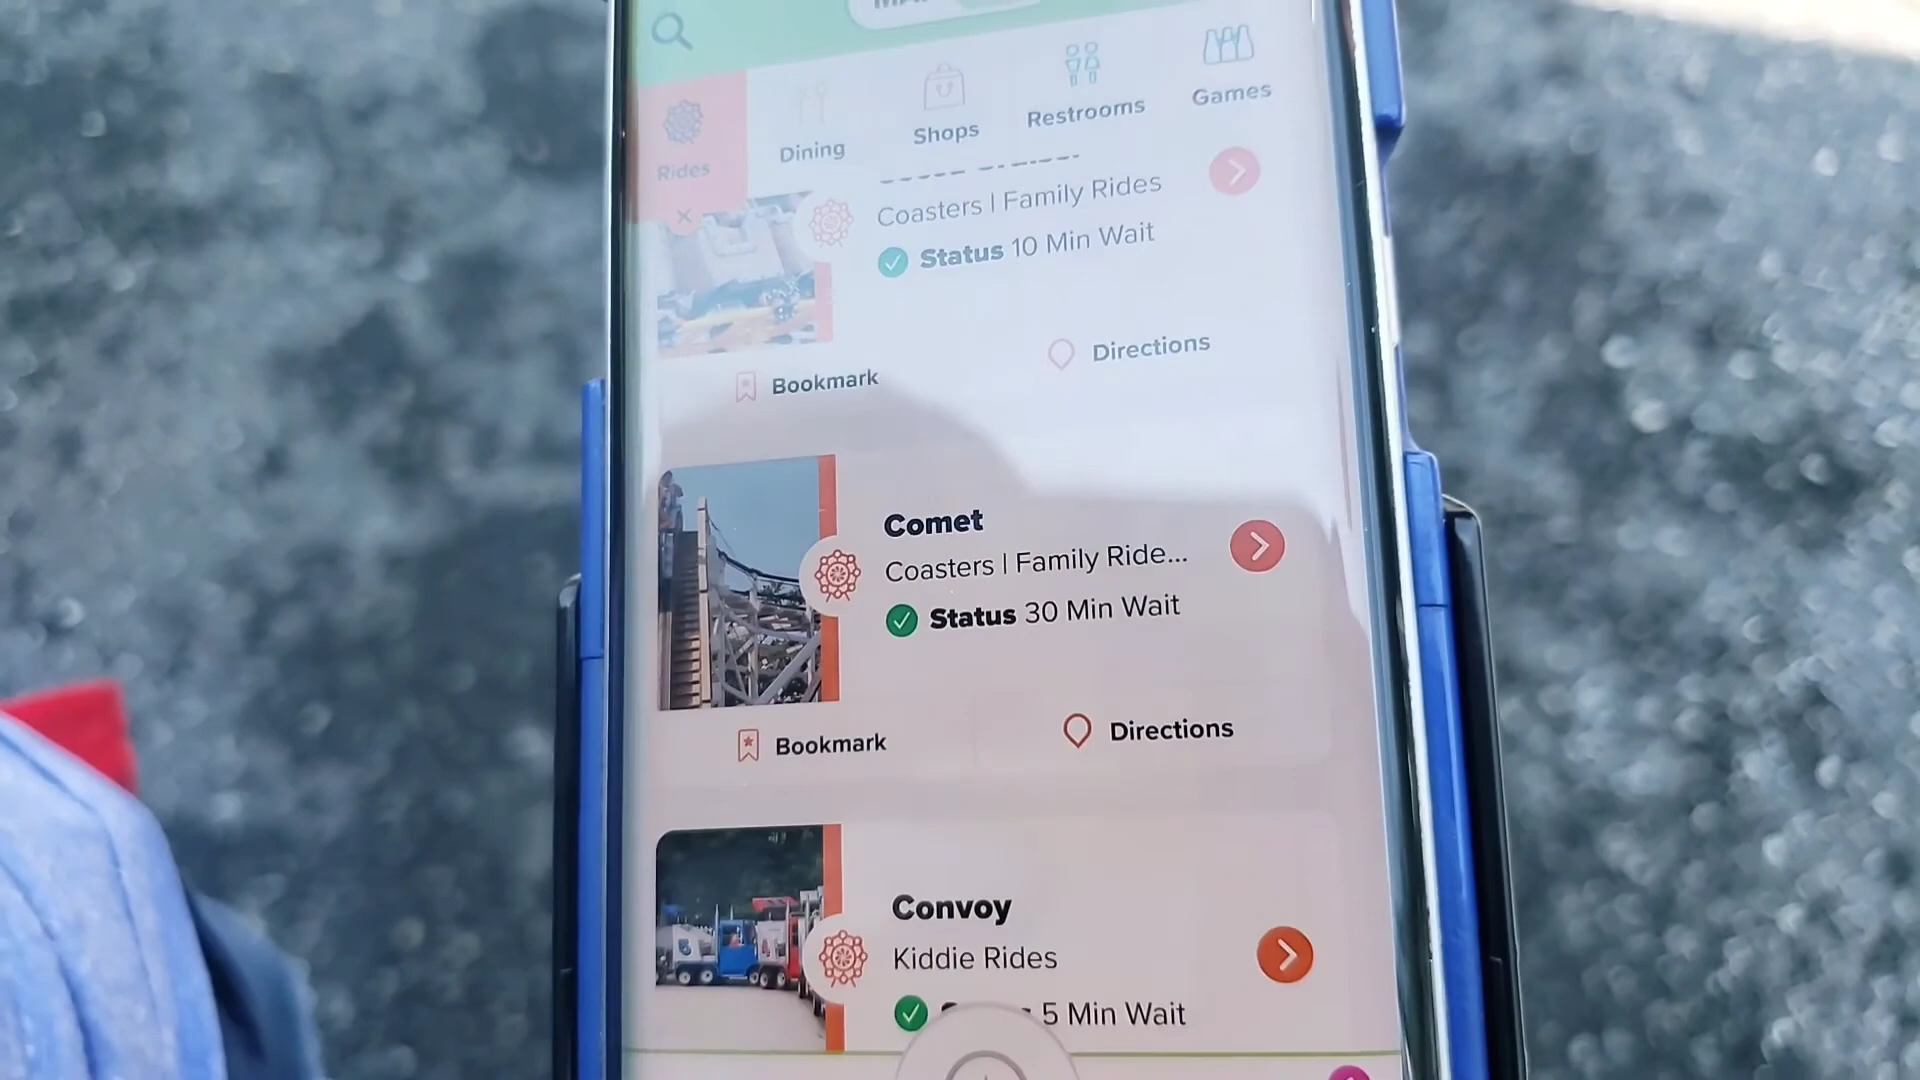 Rides
Dining
Shops
Restrooms
Games
Coasters | Family Rides
Status 10 Min Wait
Bookmark
Directions
Comet
Coasters | Family Ride...
Status 30 Min Wait
Bookmark
Directions
Convoy
Kiddie Rides
5 Min Wait